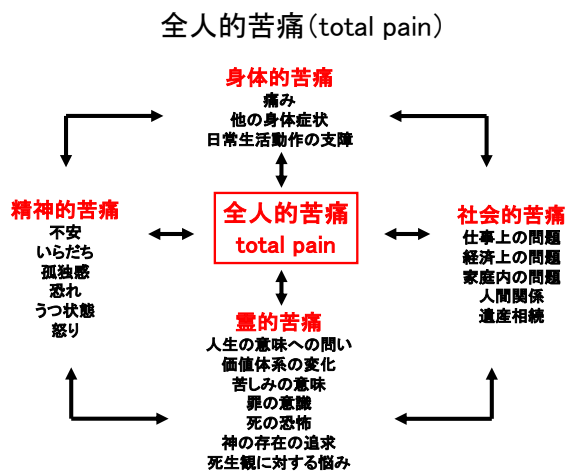 全人的苦痛(total pain)
身体的苦痛
痛み
他の身体症状
日常生活動作の支障
精神的苦痛
不安
いらだち
孤独感
恐れ
うつ状態
怒り
全人的苦痛
total pain
社会的苦痛
仕事上の問題
経済上の問題
家庭内の問題
人間関係
遺産相続
霊的苦痛
人生の意味への問い
価値体系の変化
苦しみの意味
罪の意識
死の恐怖
神の存在の追求
死生観に対する悩み